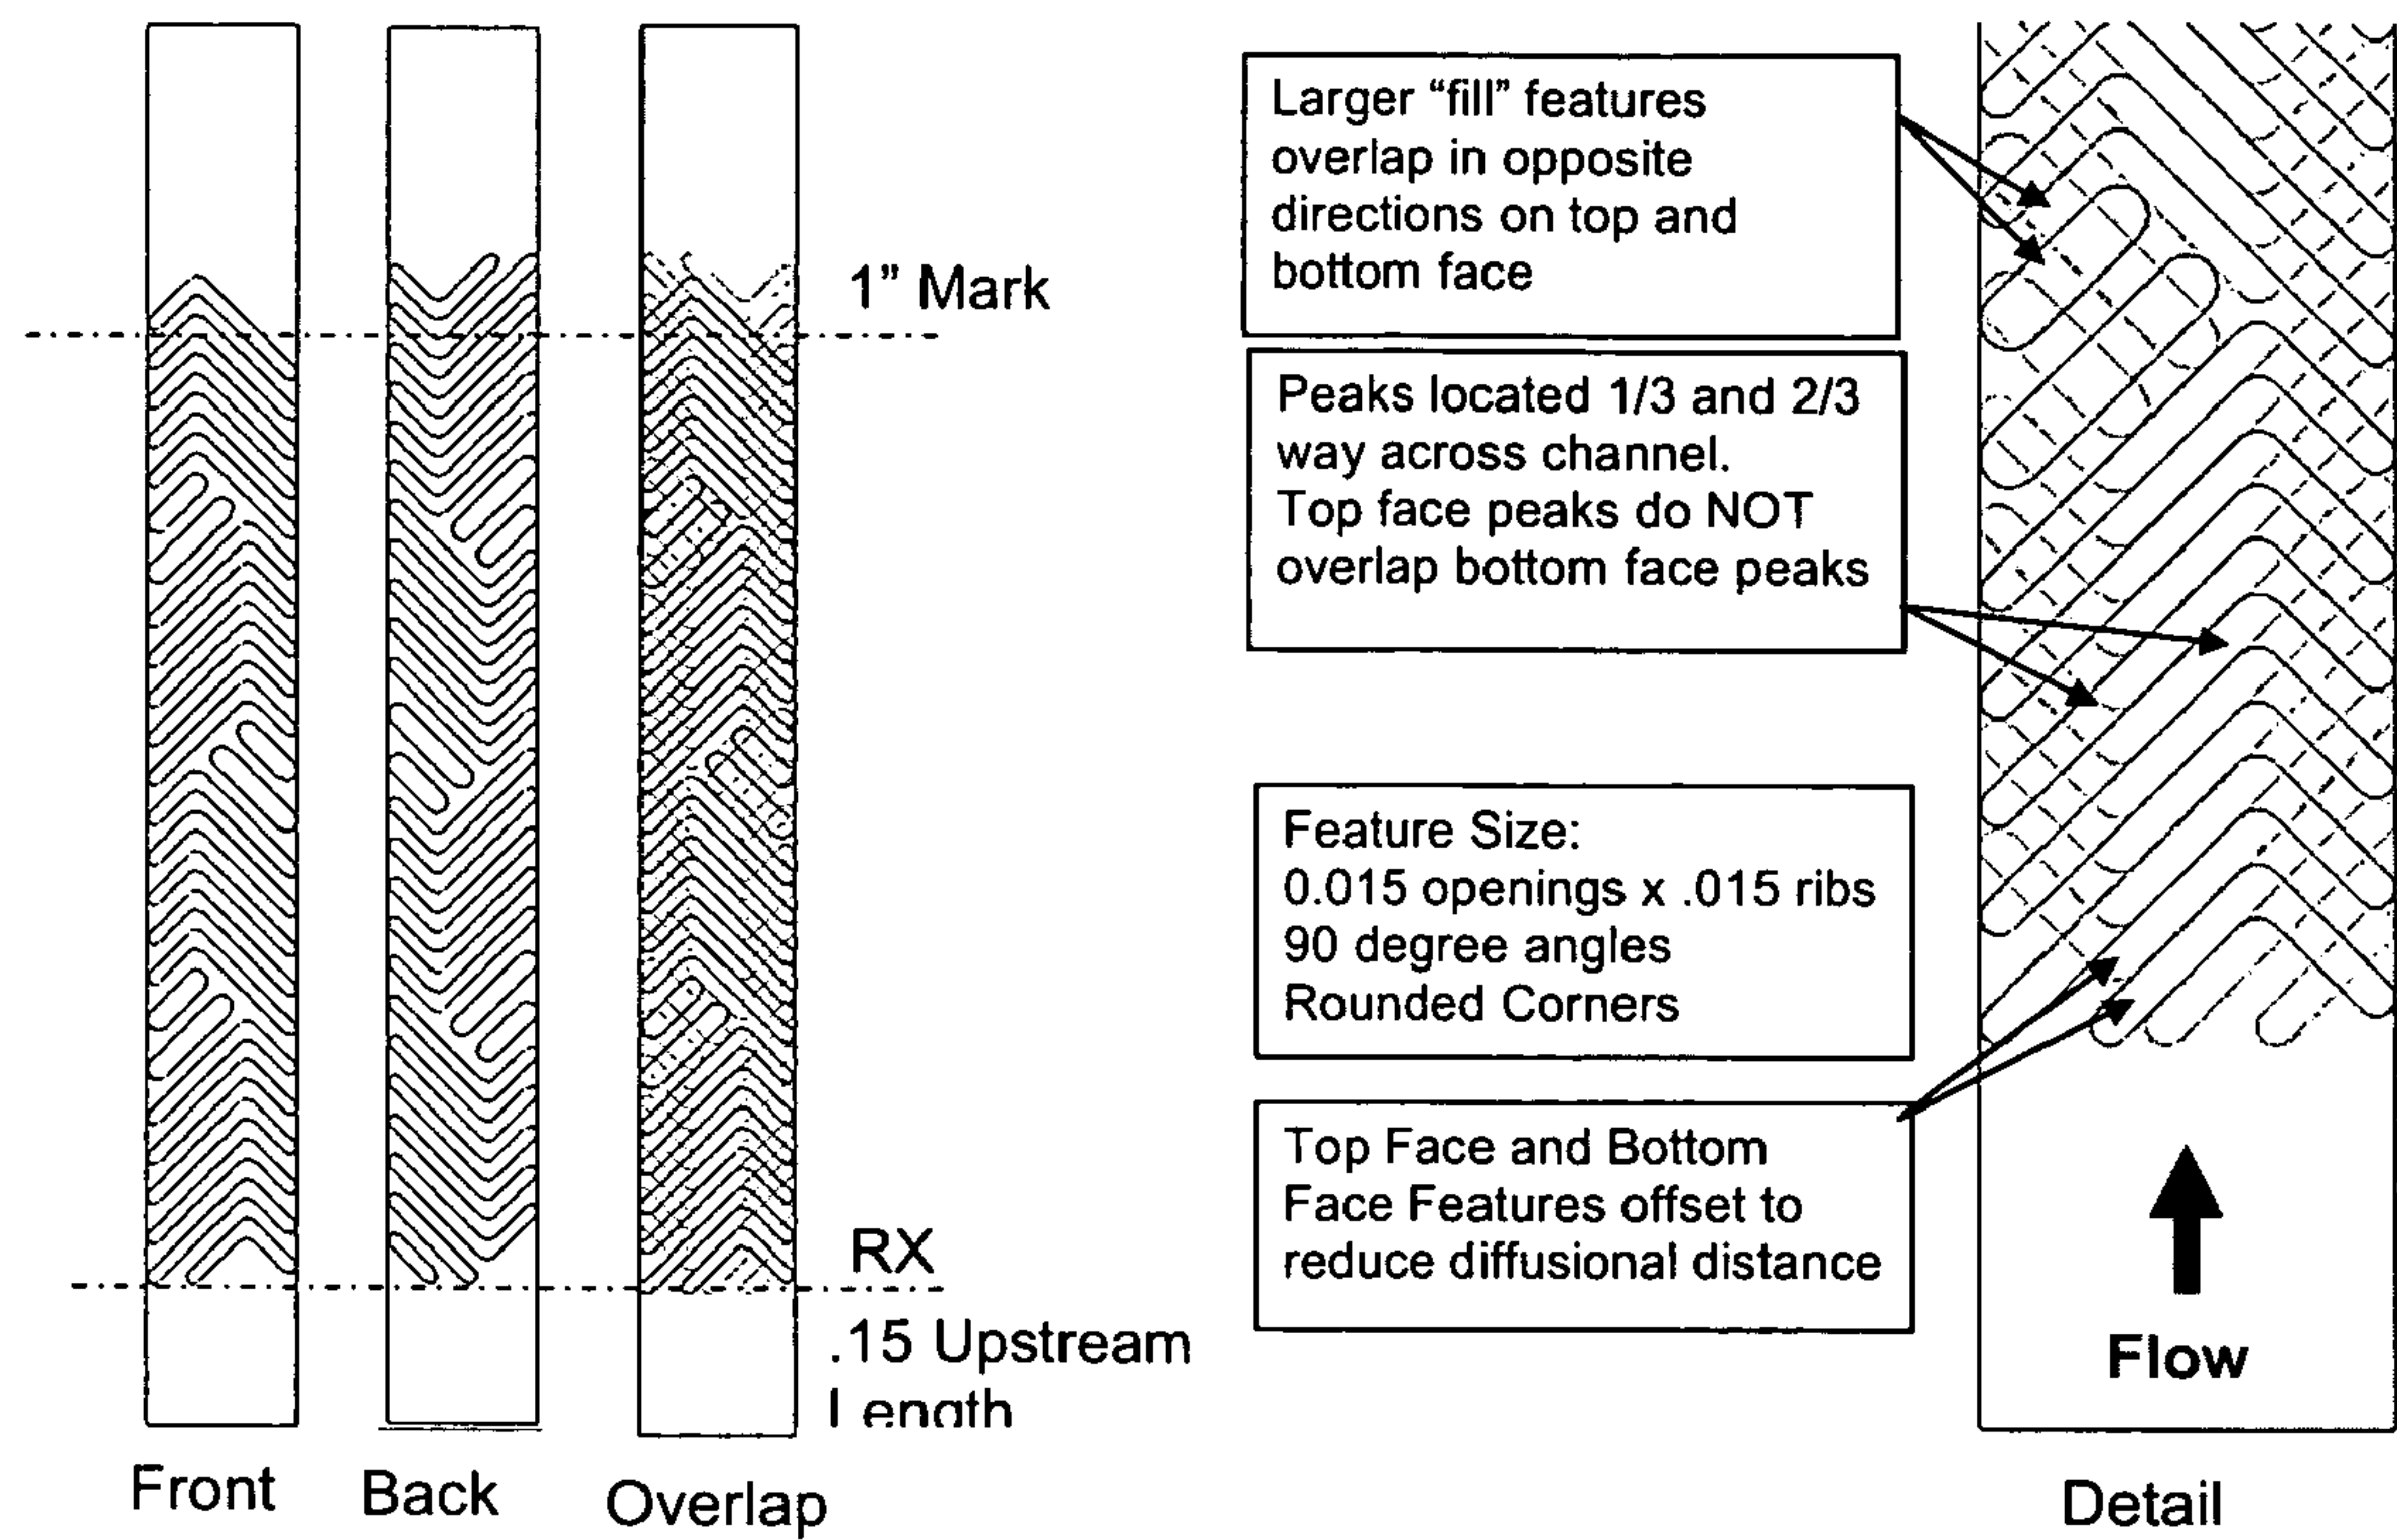 1” Mark
RX
.15 Upstream
Length
Front
Back
Overlap
Larger “fill” features
overlap in opposite
directions on top and
bottom face
Peaks located 1/3 and 2/3
way across channel.
Top face peaks do NOT
overlap bottom face peaks
Feature Size:
0.015 openings x .015 ribs
90 degree angles
Rounded Corners
Top Face and Bottom
Face Features offset to
reduce diffusional distance
Flow
Detail